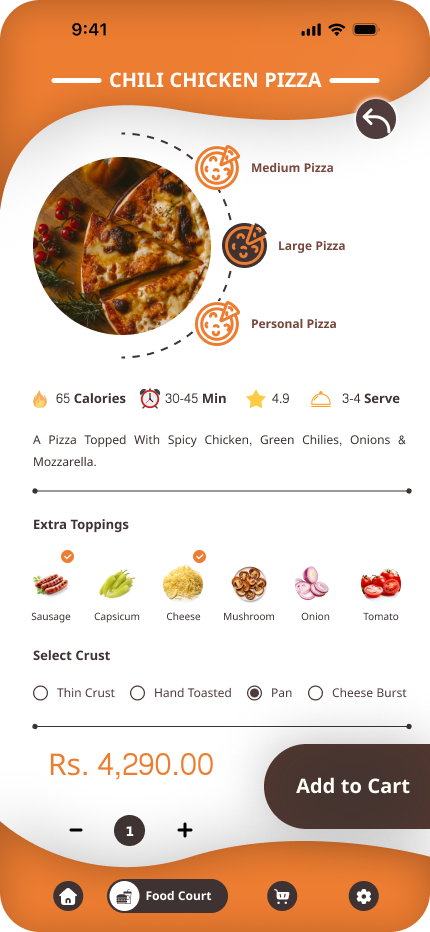 9:41
CHILI CHICKEN PIZZA
Medium Pizza
Large Pizza
Personal Pizza
65 Calories 30-45 Min 4.9 3-4 Serve
A Pizza Topped With Spicy Chicken, Green Chilies, Onions &
Mozzarella.
Extra Toppings
Sausage Capsicum Cheese Mushroom Onion Tomato
Select Crust
Thin Crust Hand Toasted Pan Cheese Burst
Rs. 4,290.00
Add to Cart
1
Food Court